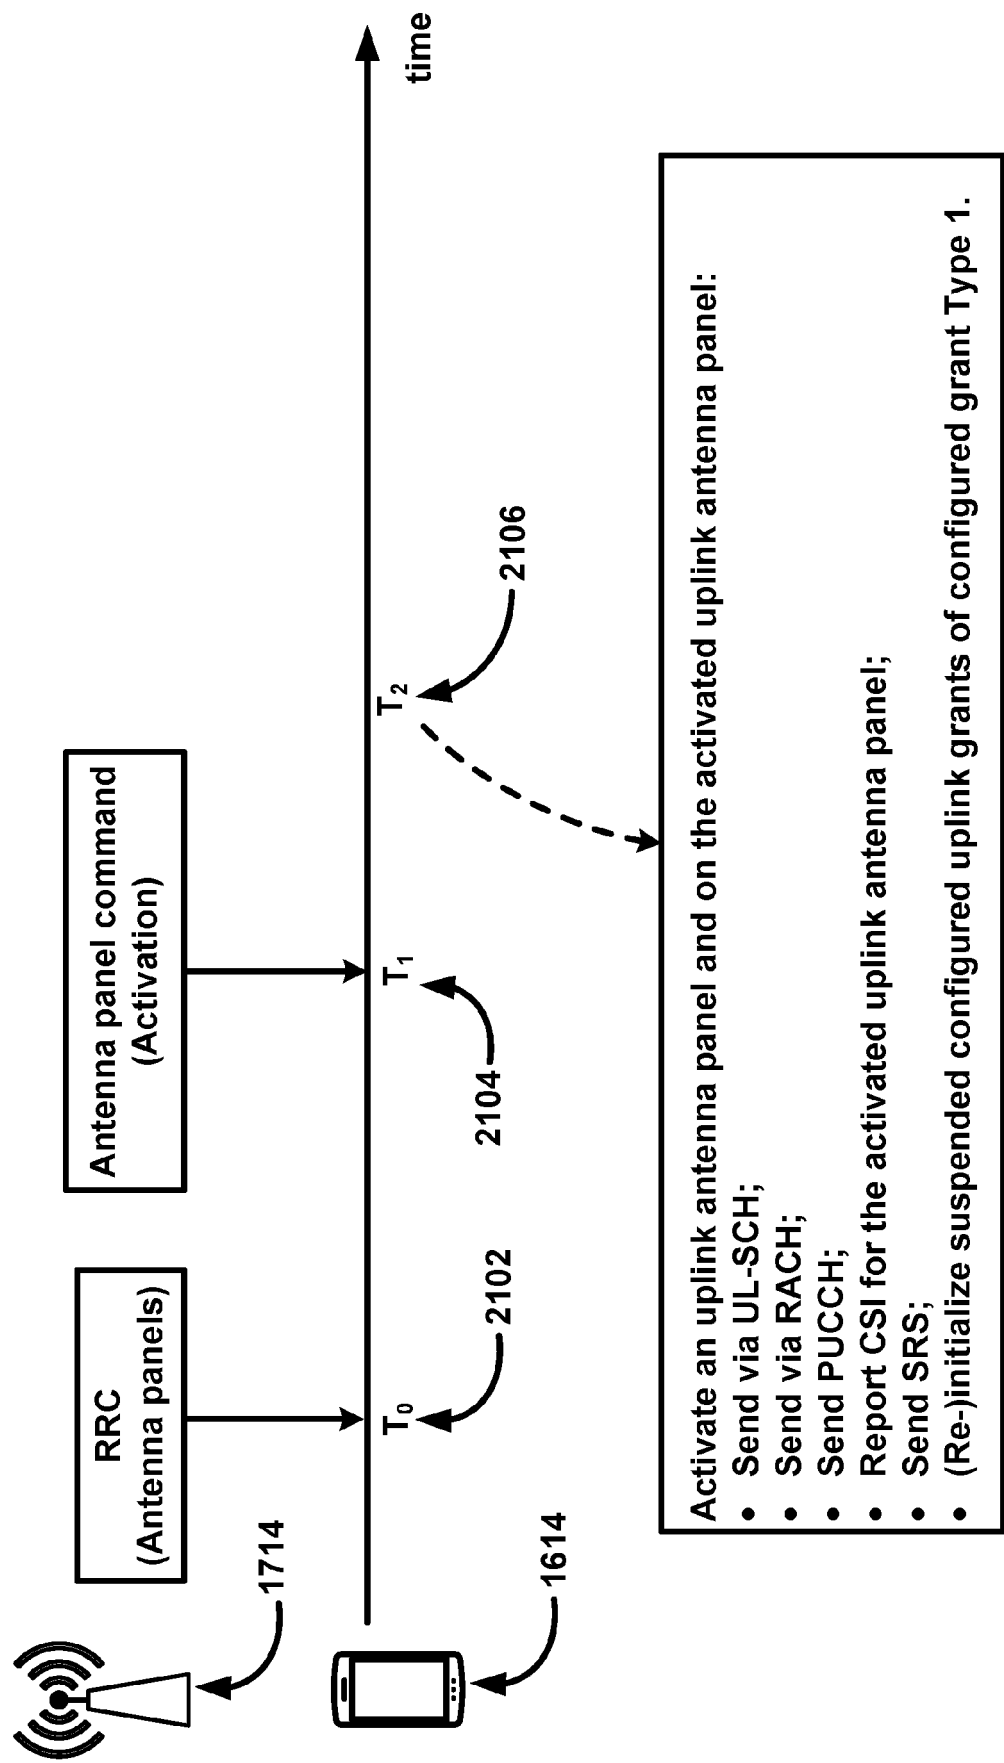 1714
1614
RRC
(Antenna panels)
Antenna panel command
(Activation)
T0
2102
T1
2104
T2
2106
time
Activate an uplink antenna panel and on the activated uplink antenna panel:
• Send via UL-SCH;
• Send via RACH;
• Send PUCCH;
• Report CSI for the activated uplink antenna panel;
• Send SRS;
• (Re-)initialize suspended configured uplink grants of configured grant Type 1.